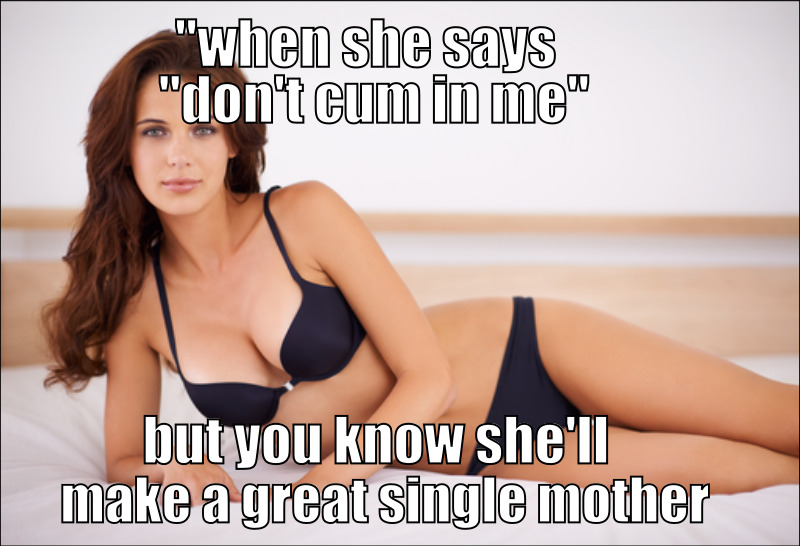 "when she says
"don't cum in me"
but you know she'll
make a great single mother